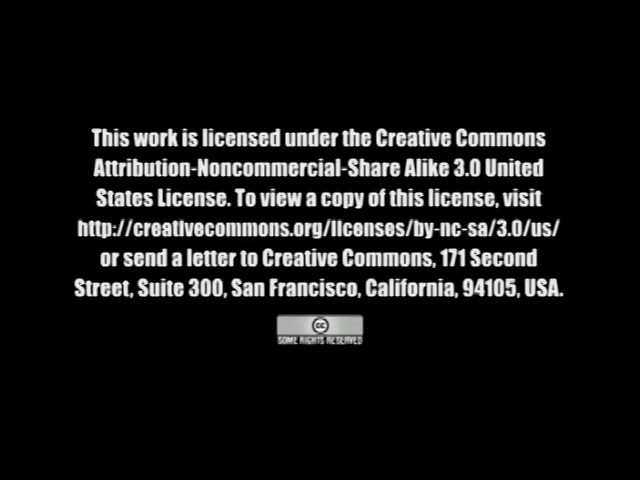 This work is licensed under the Creative Commons
Attribution-Noncommercial-Share Alike 3.0 United
States License. To view a copy of this license, visit
http://creativecommons.org/licenses/by-nc-sa/3.0/us/
or send a letter to Creative Commons, 171 Second
Street, Suite 300, San Francisco, California, 94105, USA.
cc
SOME RIGHTS RESERVED